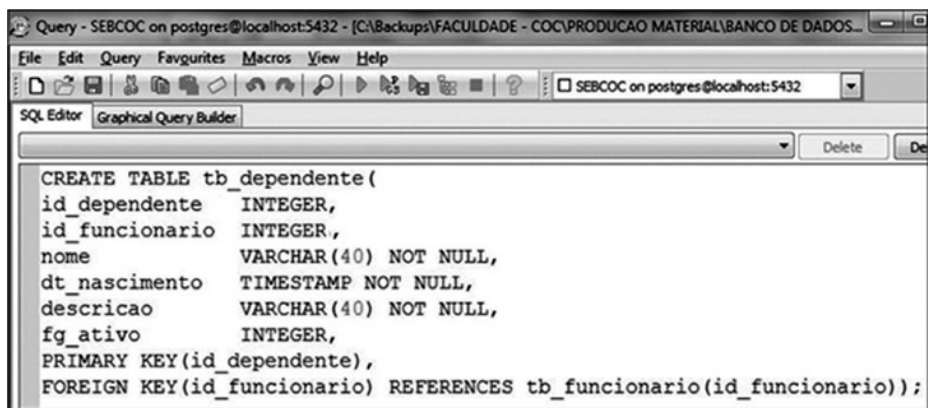 Query - SEBCOC on postgres@localhost:5432 - [C:\Backups\FACULDADE - COC\PRODUCAO MATERIAL\BANCO DE DADOS...
File Edit Query Favourites Macros View Help
SEBCOC on postgres@localhost:5432
SQL Editor Graphical Query Builder
Delete De
CREATE TABLE tb_dependente(
id_dependente INTEGER,
id_funcionario INTEGER,
nome VARCHAR(40) NOT NULL,
dt_nascimento TIMESTAMP NOT NULL,
descricao VARCHAR(40) NOT NULL,
fg_ativo INTEGER,
PRIMARY KEY(id_dependente),
FOREIGN KEY(id_funcionario) REFERENCES tb_funcionario(id_funcionario));